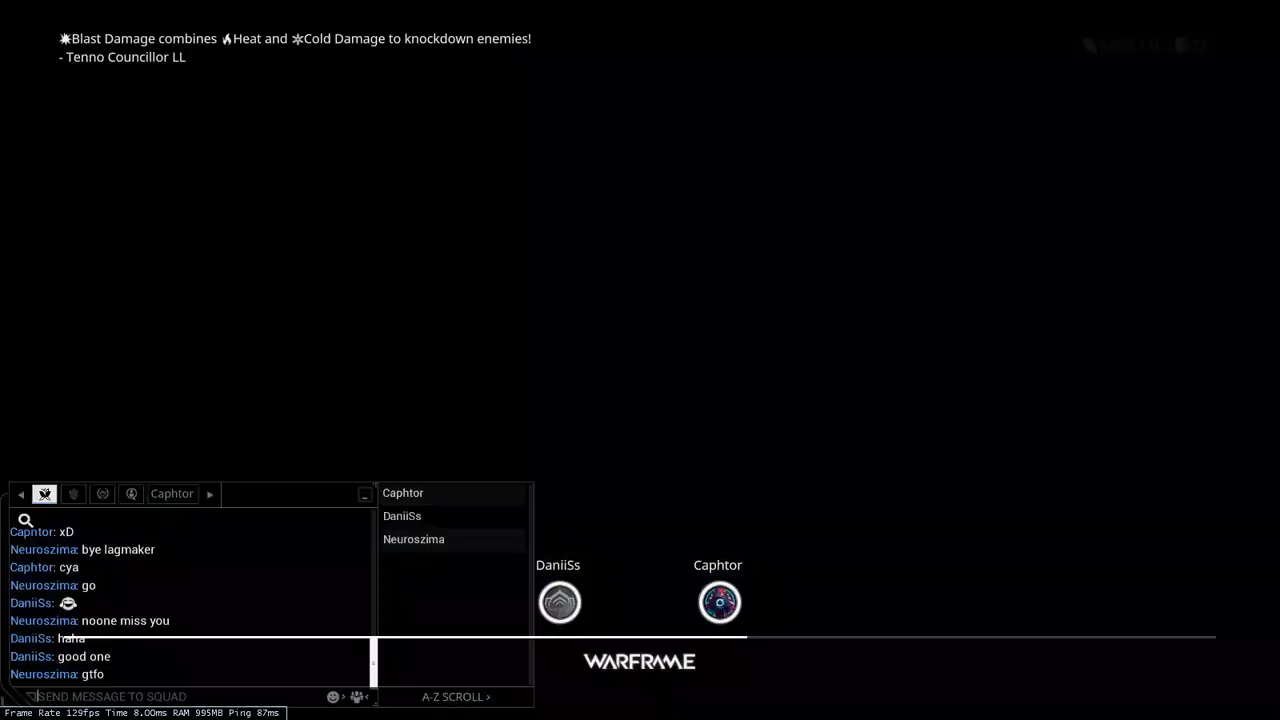 Blast Damage combines Heat and Cold Damage to knockdown enemies!
- Tenno Councillor LL
Caphtor
Caphtor: xD
Neuroszima: bye lagmaker
Caphtor: cya
Neuroszima: go
DaniiSs:
Neuroszima: noone miss you
DaniiSs: haha
DaniiSs: good one
Neuroszima: gtfo
SEND MESSAGE TO SQUAD
Caphtor
DaniiSs
Neuroszima
A-Z SCROLL >
DaniiSs
Caphtor
WARFRAME
Frame Rate 129fps Time 8.00ms RAM 995MB Ping 87ms